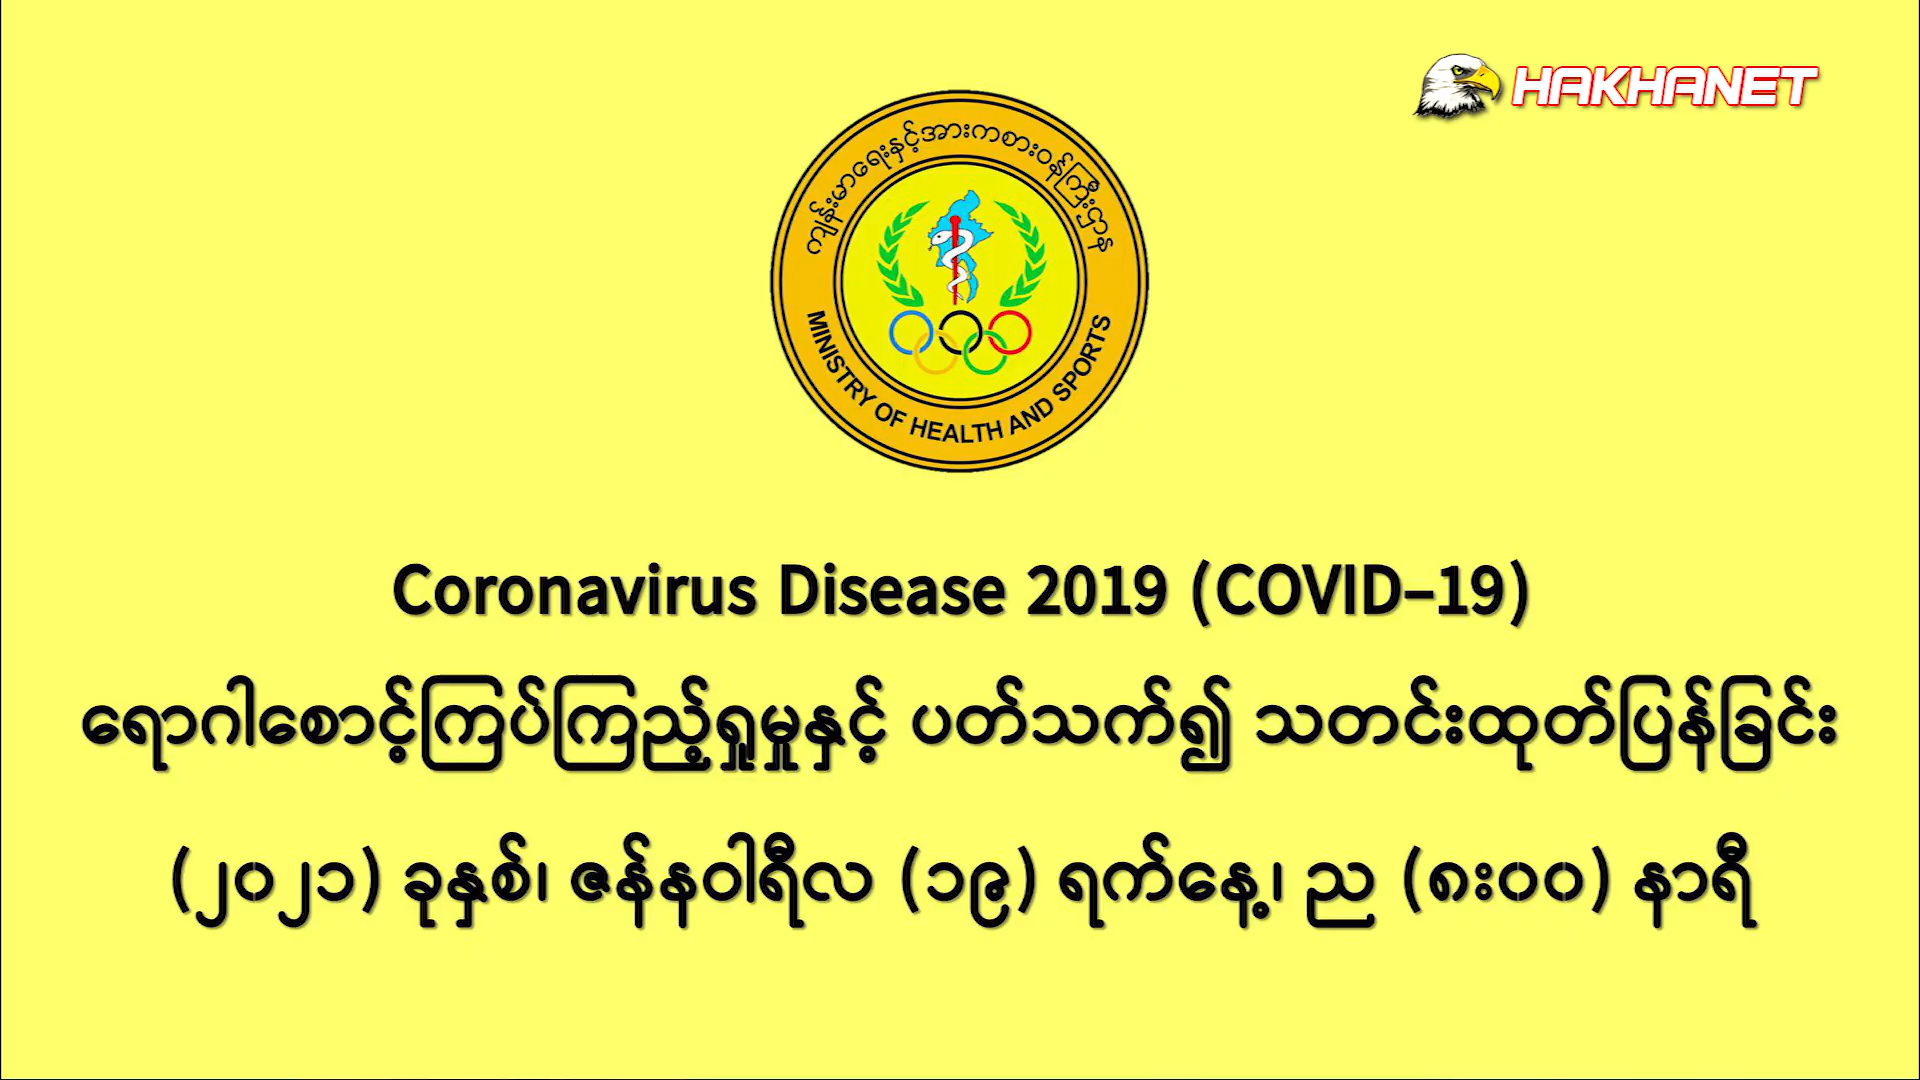 HAKHANET
ကျန်းမာရေးနှင့်အားကစားဝန်ကြီးဌာန
MINISTRY OF HEALTH AND SPORTS
Coronavirus Disease 2019 (COVID-19)
ရောဂါစောင့်ကြပ်ကြည့်ရှုမှုနှင့် ပတ်သက်၍ သတင်းထုတ်ပြန်ခြင်း
(၂၀၂၁) ခုနှစ်၊ ဇန်နဝါရီလ (၁၉) ရက်နေ့၊ ည (၈း၀၀) နာရီ